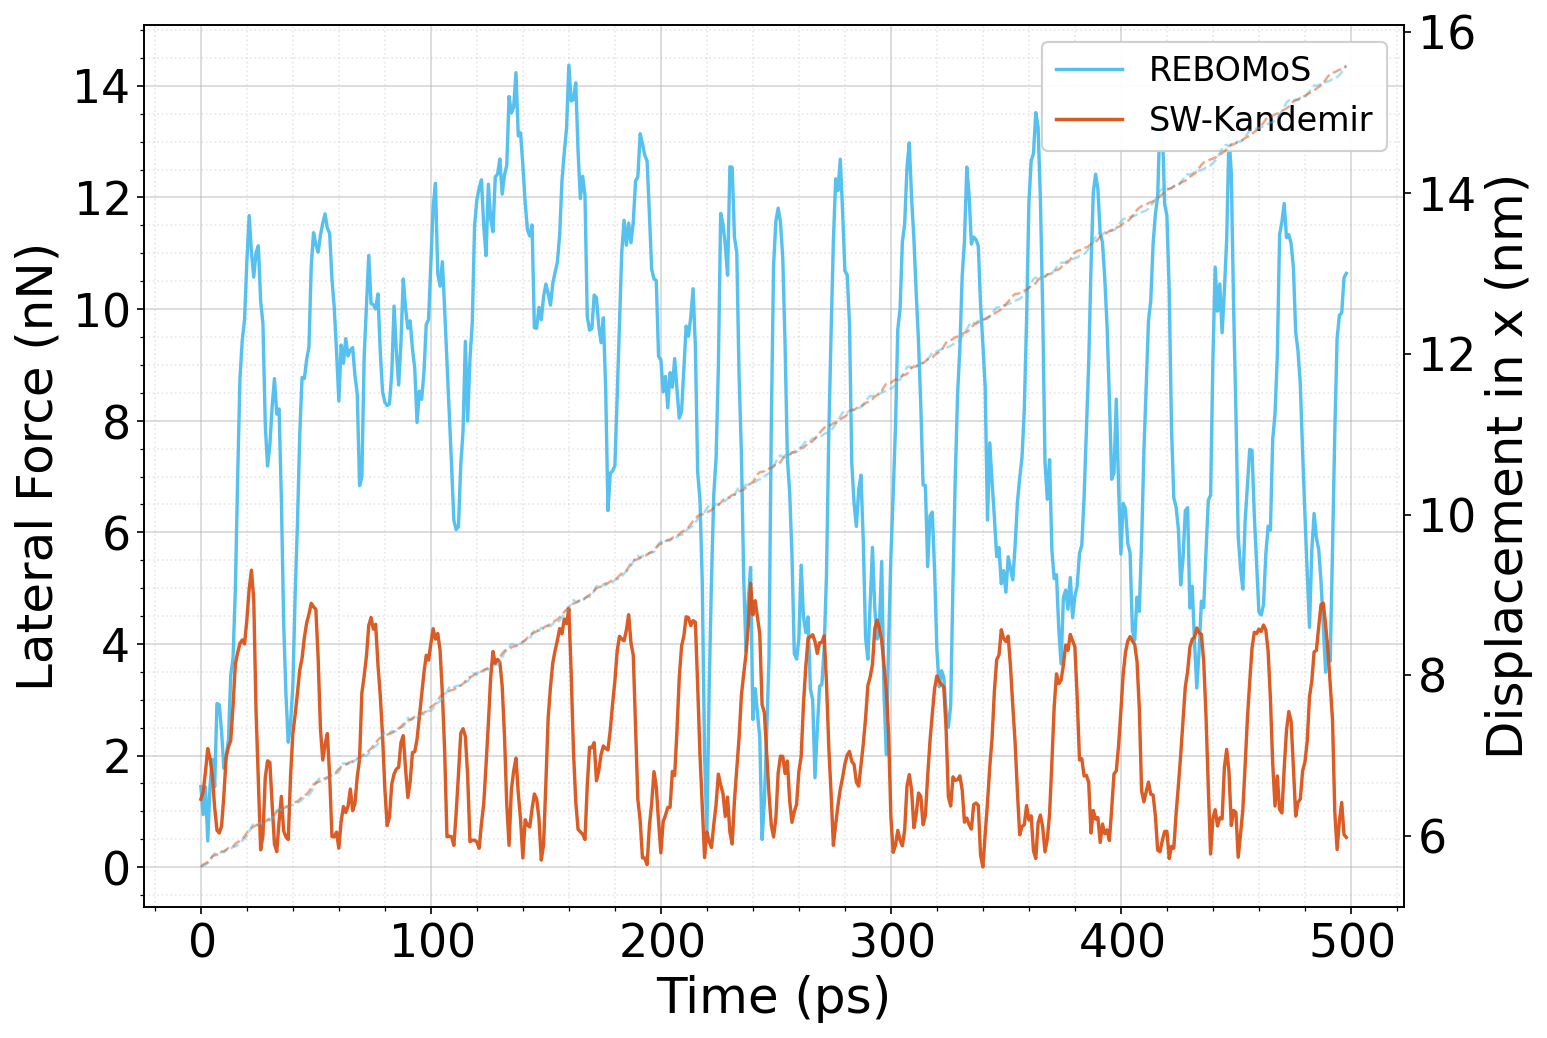 REBOMoS
SW-Kandemir
Lateral Force (nN)
14
12
10
8
6
4
2
0
16
14
12
10
8
6
Displacement in x (nm)
0 100 200 300 400 500
Time (ps)